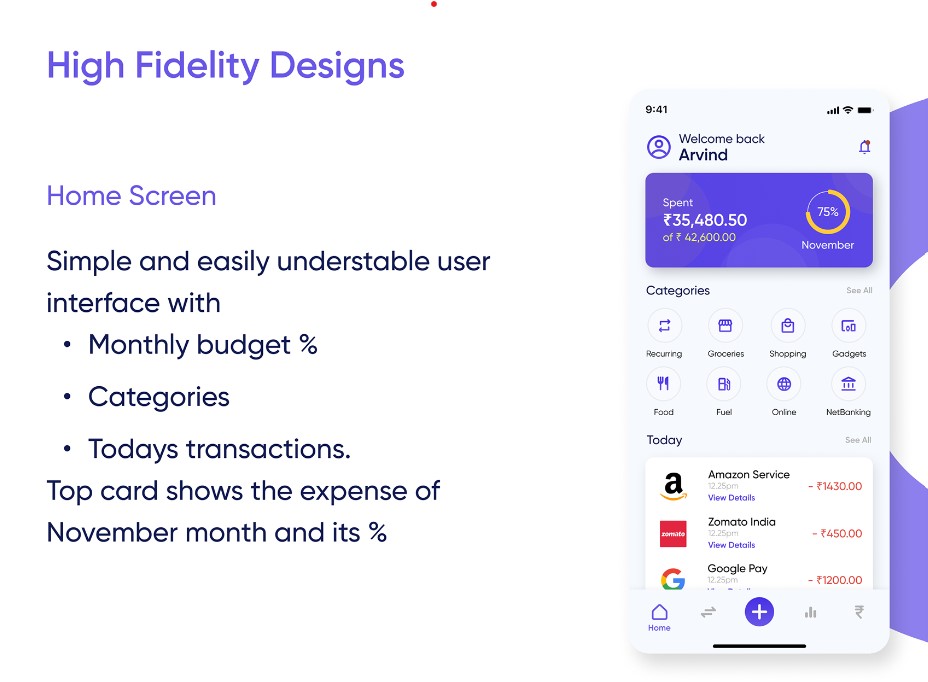 High Fidelity Designs
Home Screen
Simple and easily understable user
interface with
• Monthly budget %
• Categories
• Todays transactions.
Top card shows the expense of
November month and its %
9:41
Welcome back
Arvind
Spent
₹35,480.50
of ₹ 42,600.00
75%
November
Categories See All
Recurring Groceries Shopping Gadgets
Food Fuel Online NetBanking
Today See All
a
Amazon Service
12.25pm
View Details
- ₹1430.00
zomato
Zomato India
12.25pm
View Details
- ₹450.00
G
Google Pay
12.25pm
- ₹1200.00
Home